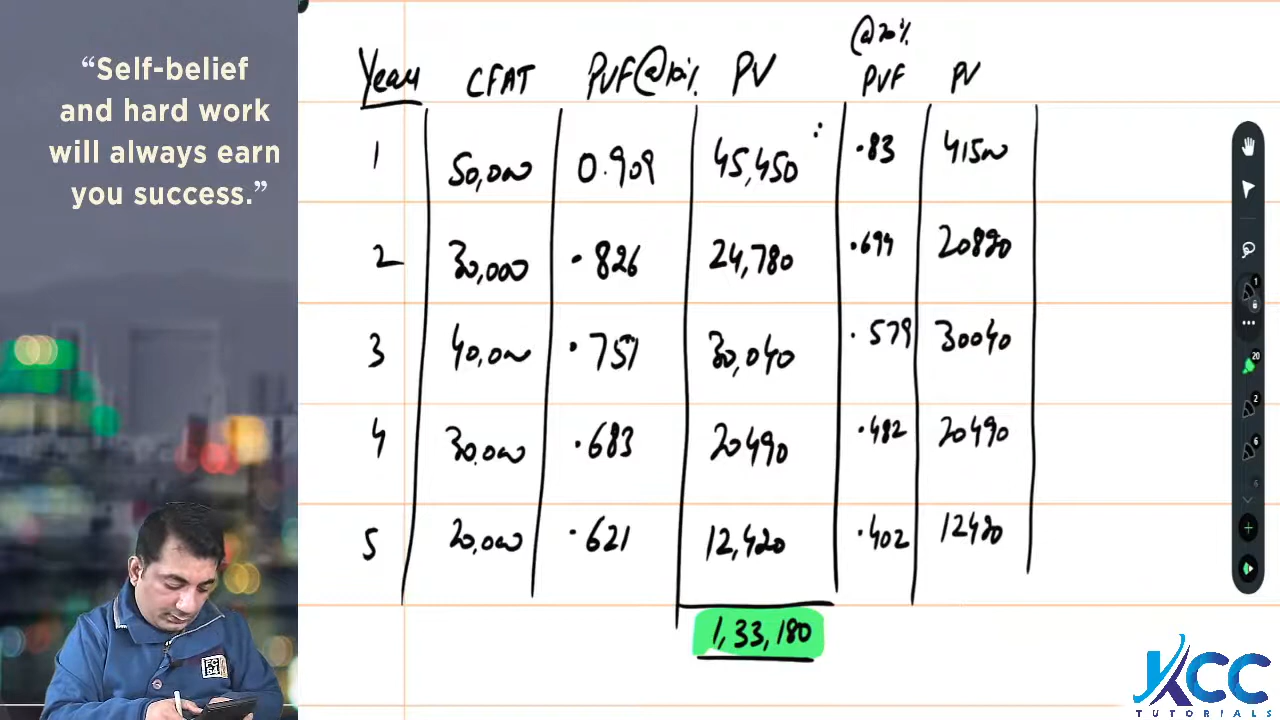 “Self-belief
and hard work
will always earn
you success.”
@20%
Year CFAT PVF@10% PV PVF PV
1 50,000 0.909 45,450 .83 41500
2 30,000 .826 24,780 .694 20820
3 40,000 .751 30,040 .579 30040
4 30,000 .683 20490 .482 20490
5 20,000 .621 12,420 .402 12420
1,33,180
KCC
TUTORIALS